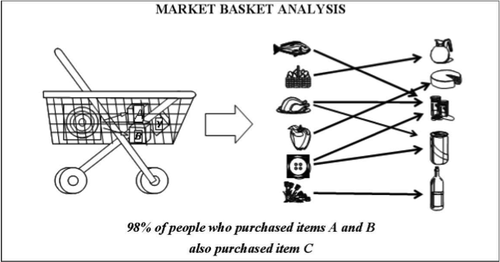 MARKET BASKET ANALYSIS
B
98% of people who purchased items A and B
also purchased item C